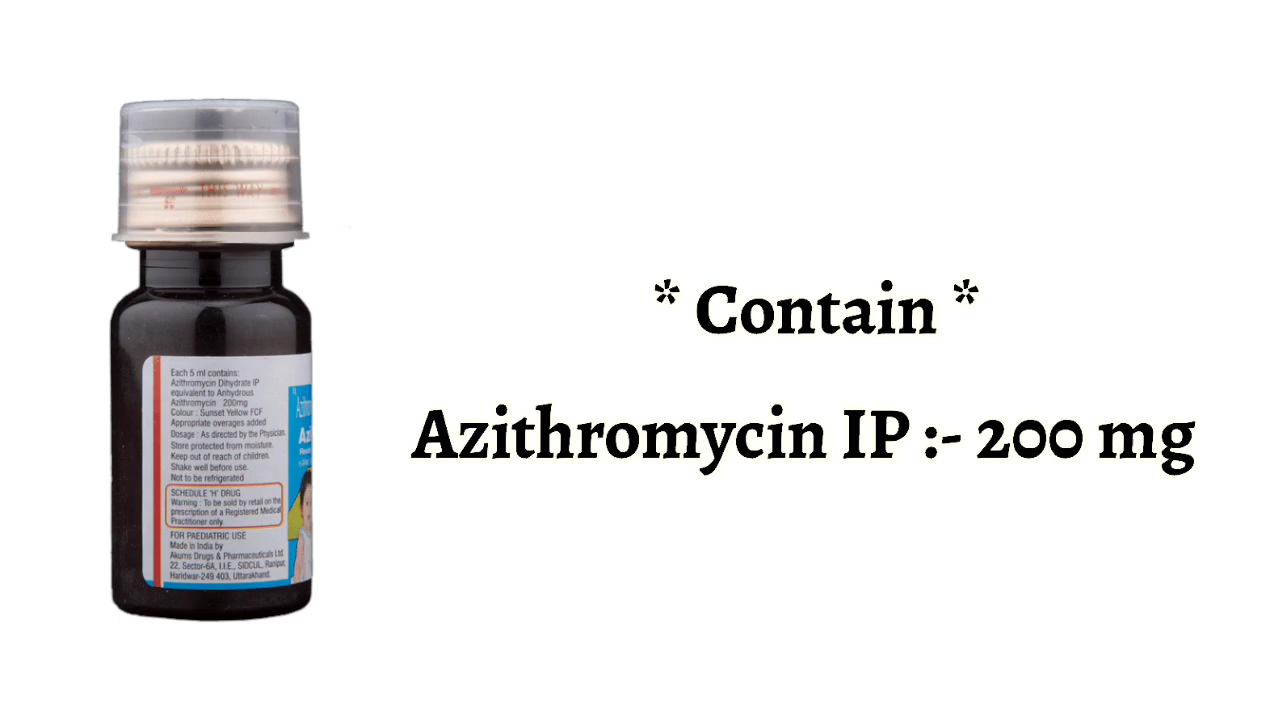 THIS WAY
Each 5 ml contains:
Azithromycin Dihydrate IP
equivalent to Anhydrous
Azithromycin 200mg
Colour : Sunset Yellow FCF
Appropriate overages added
Dosage : As directed by the Physician.
Store protected from moisture.
Keep out of reach of children.
Shake well before use.
Not to be refrigerated
SCHEDULE 'H' DRUG
Warning : To be sold by retail on the
prescription of a Registered Medical
Practitioner only.
FOR PAEDIATRIC USE
Made in India by
Akums Drugs & Pharmaceuticals Ltd.
22, Sector-6A, I.I.E., SIDCUL, Ranipur,
Haridwar-249 403, Uttarakhand.
* Contain *
Azithromycin IP :- 200 mg